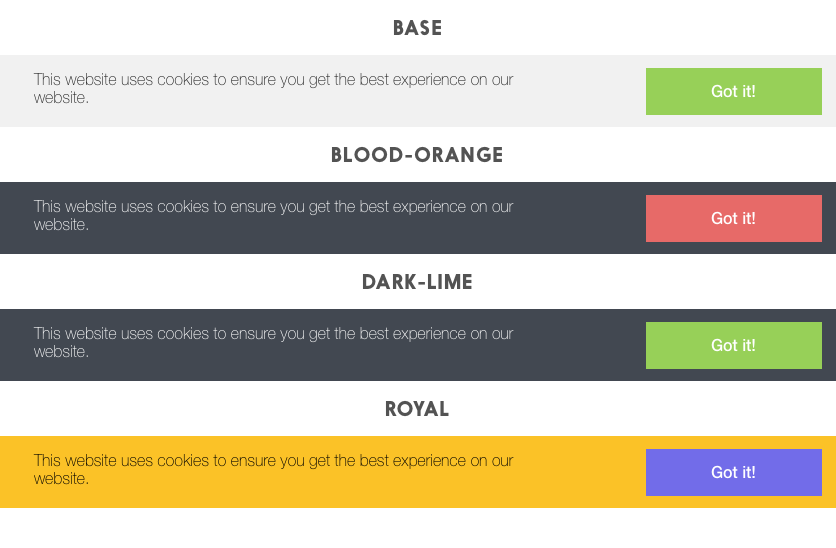 BASE
This website uses cookies to ensure you get the best experience on our
website.
Got it!
BLOOD-ORANGE
This website uses cookies to ensure you get the best experience on our
website.
Got it!
DARK-LIME
This website uses cookies to ensure you get the best experience on our
website.
Got it!
ROYAL
This website uses cookies to ensure you get the best experience on our
website.
Got it!